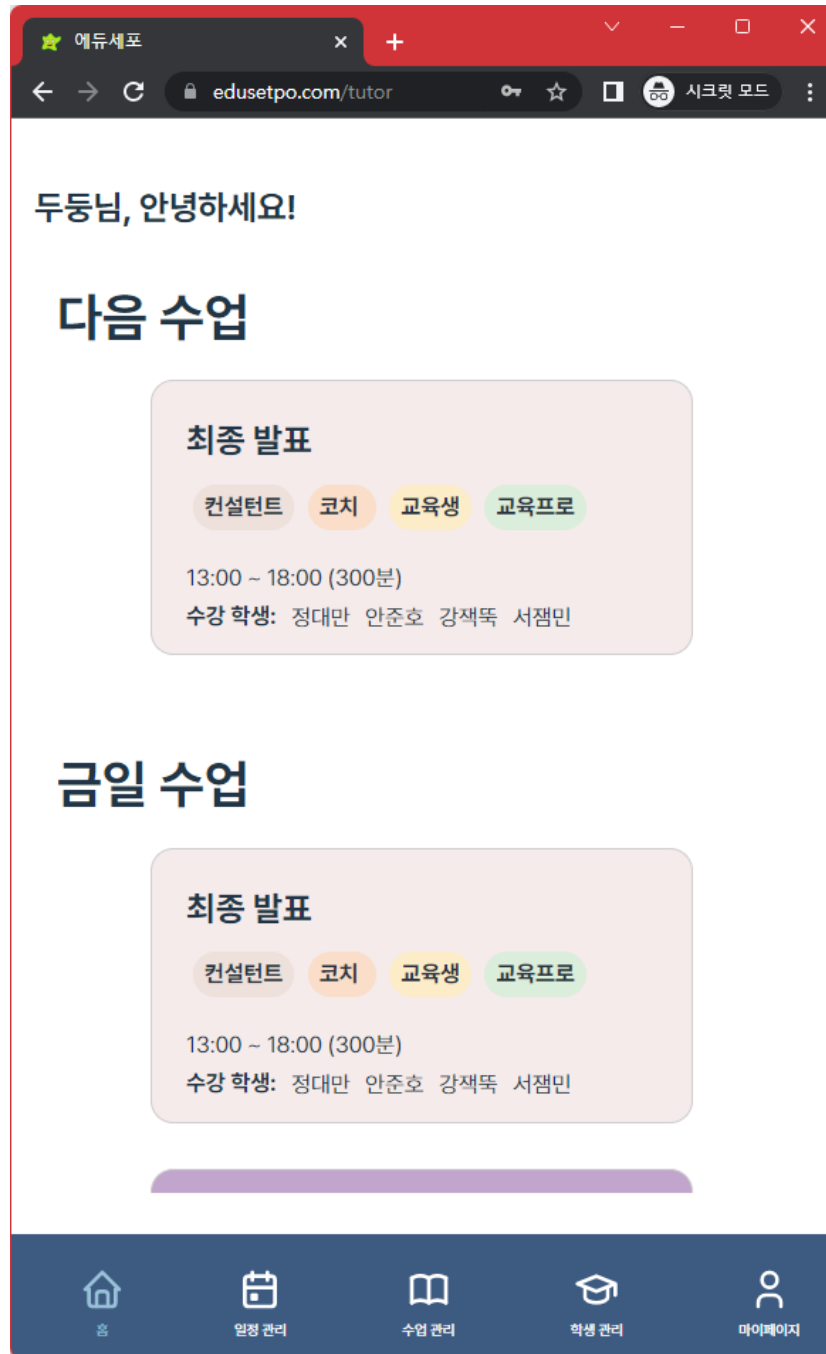 에듀세포
edusetpo.com/tutor
시크릿 모드
두둥님, 안녕하세요!
다음 수업
최종 발표
컨설턴트 코치 교육생 교육프로
13:00 ~ 18:00 (300분)
수강 학생: 정대만 안준호 강잭뚝 서잼민
금일 수업
최종 발표
컨설턴트 코치 교육생 교육프로
13:00 ~ 18:00 (300분)
수강 학생: 정대만 안준호 강잭뚝 서잼민
홈 일정 관리 수업 관리 학생 관리 마이페이지